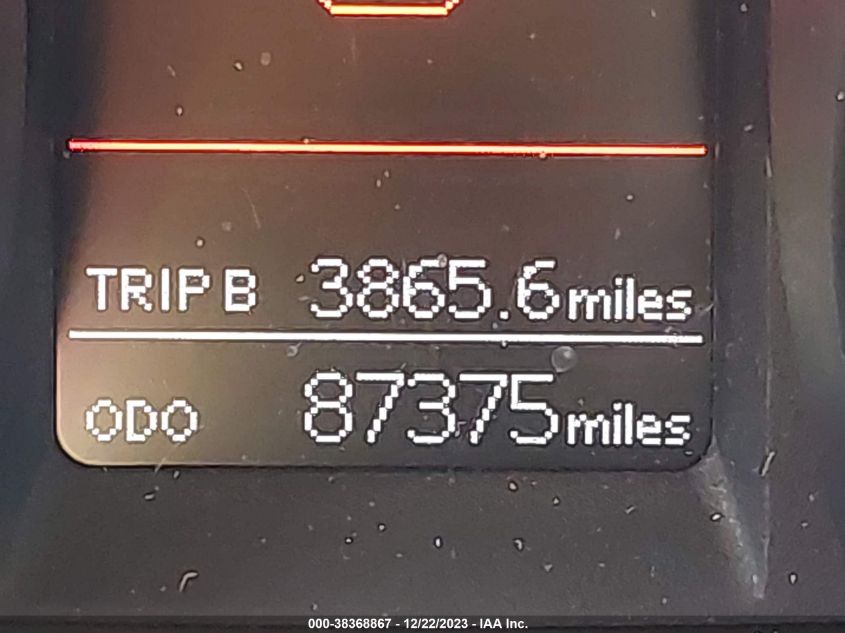 TRIP B 3865.6 miles
ODO 87375 miles
000-38368867 - 12/22/2023 - IAA Inc.